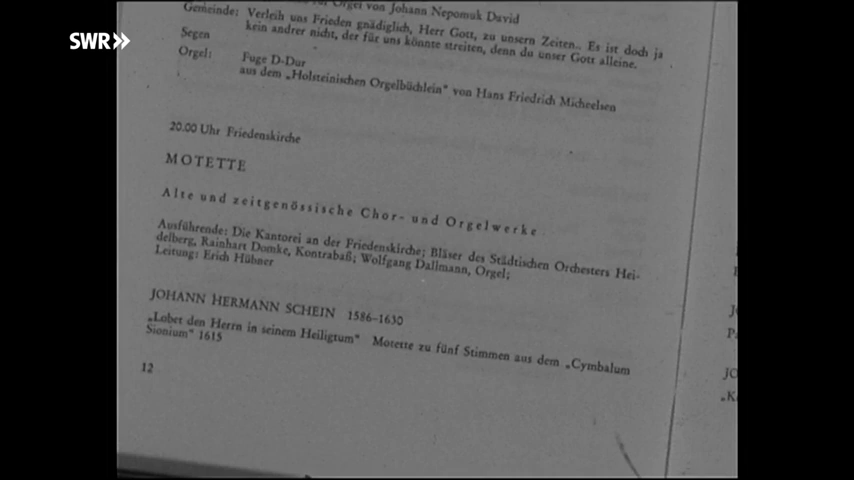 SWR»
Orgel von Johann Nepomuk David
Gemeinde: Verleih uns Frieden gnädiglich, Herr Gott, zu unsern Zeiten.. Es ist doch ja
kein andrer nicht, der für uns könnte streiten, denn du unser Gott alleine.
Segen
Orgel: Fuge D-Dur
aus dem „Holsteinischen Orgelbüchlein" von Hans Friedrich Micheelsen
20.00 Uhr Friedenskirche
MOTETTE
Alte und zeitgenössische Chor- und Orgelwerke
Ausführende: Die Kantorei an der Friedenskirche; Bläser des Städtischen Orchesters Hei-
delberg, Rainhart Domke, Kontrabaß; Wolfgang Dallmann, Orgel;
Leitung: Erich Hübner
JOHANN HERMANN SCHEIN 1586–1630
„Lobet den Herrn in seinem Heiligtum" Motette zu fünf Stimmen aus dem „Cymbalum
Sionium" 1615
12